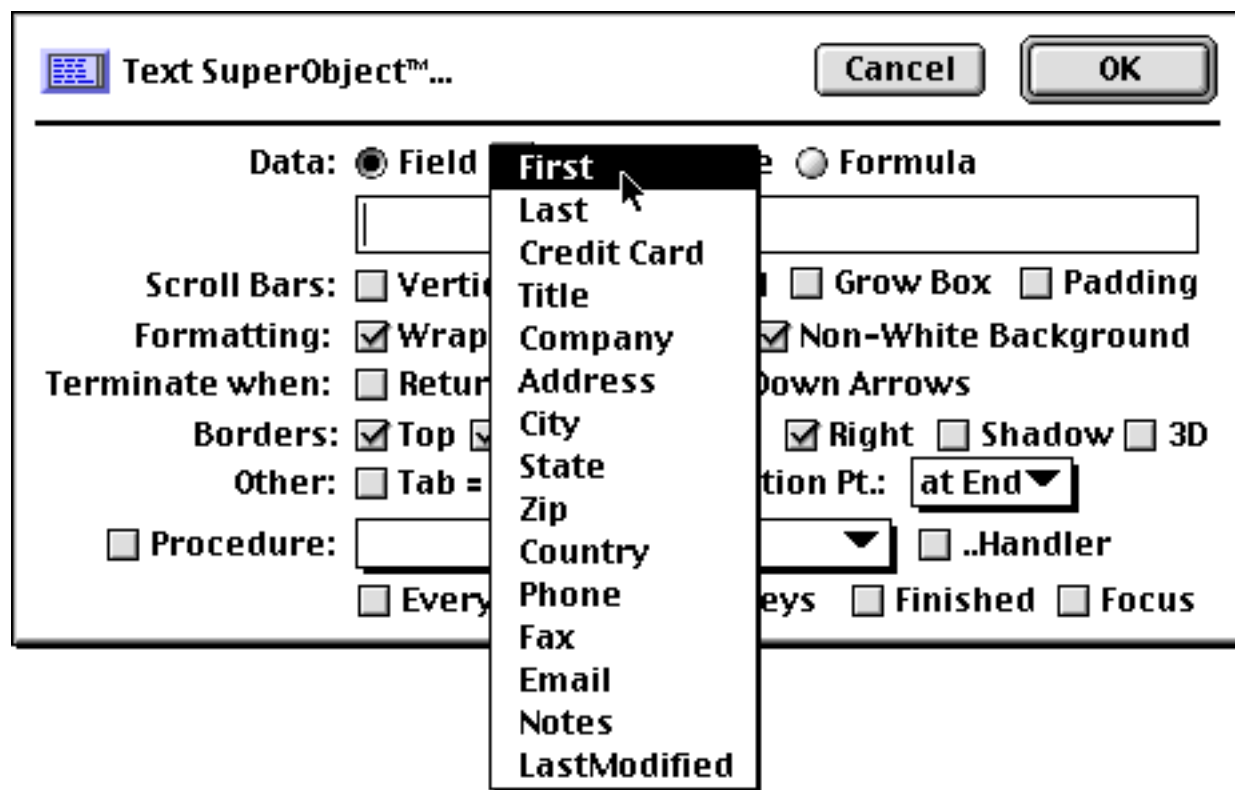 Text SuperObject™... Cancel OK
Data: Field First Formula
Last
Credit Card
Scroll Bars: Title Grow Box Padding
Formatting: Wrap Company Non-White Background
Terminate when: Address Down Arrows
City
Borders: Top Right Shadow 3D
State
Other: Tab = tion Pt.: at End
Zip
Procedure: Country ..Handler
Every Phone eys Finished Focus
Fax
Email
Notes
LastModified